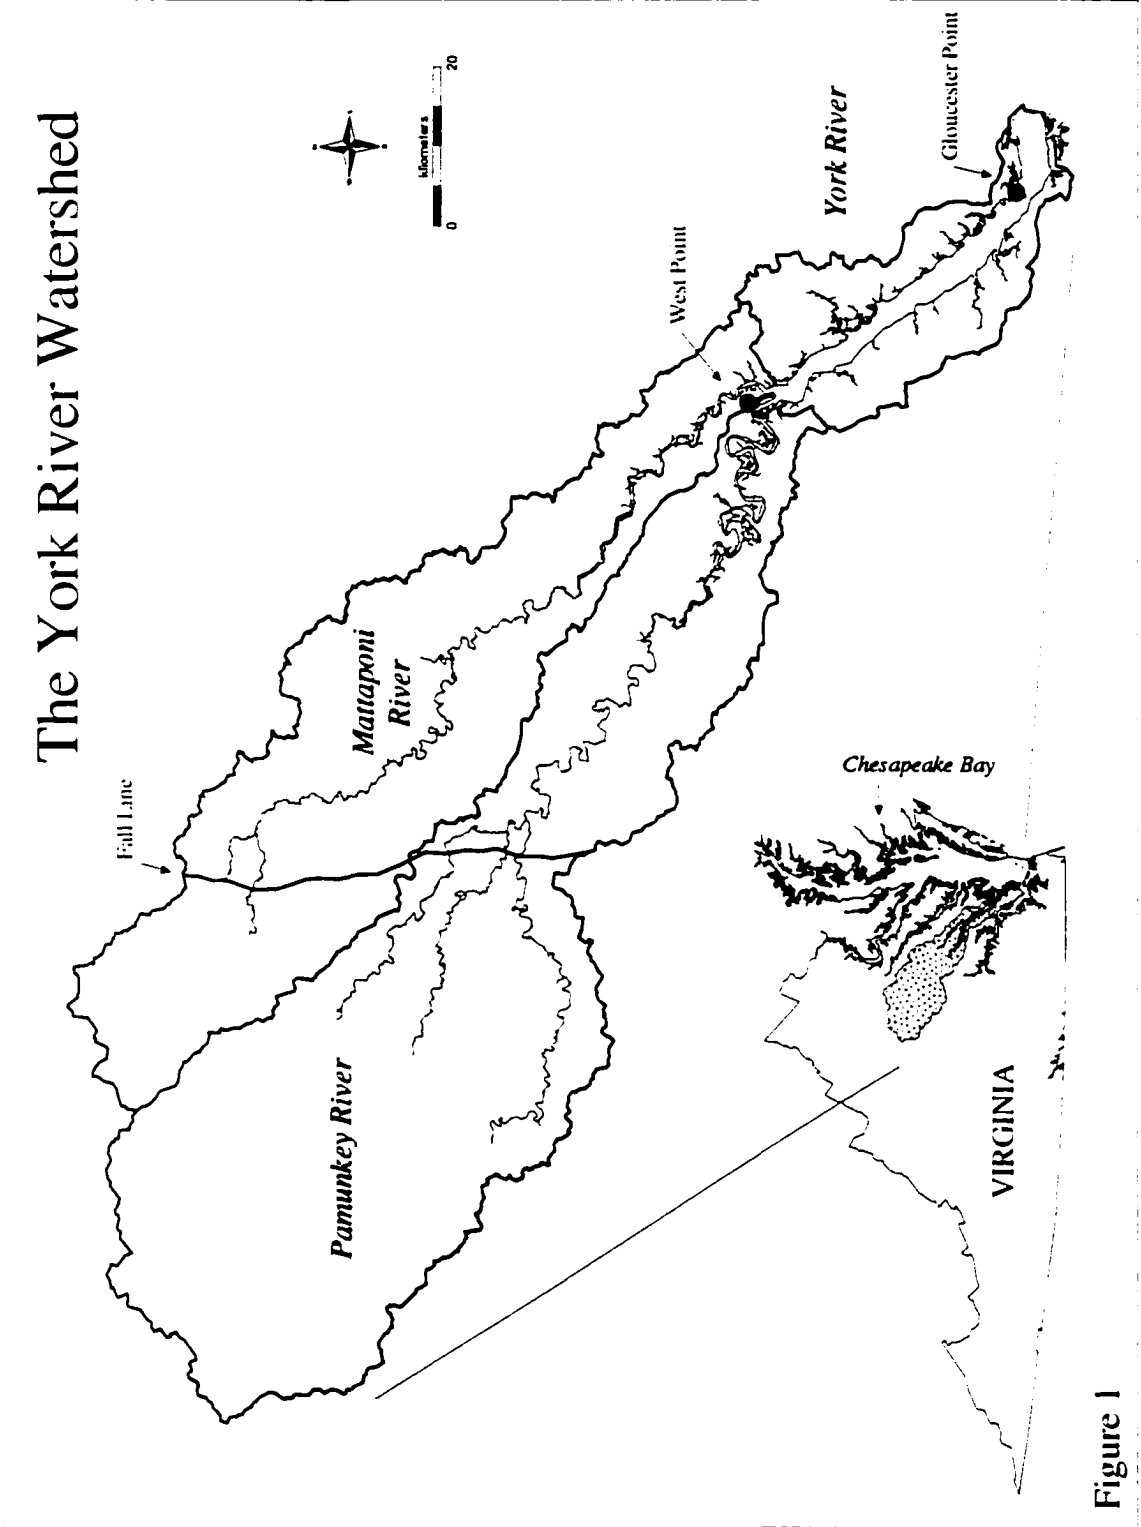 The York River Watershed
Fall Line
Mattaponi
River
kilometers
0
20
West Point
York River
Gloucester Point
Pamunkey River
Chesapeake Bay
VIRGINIA
Figure 1